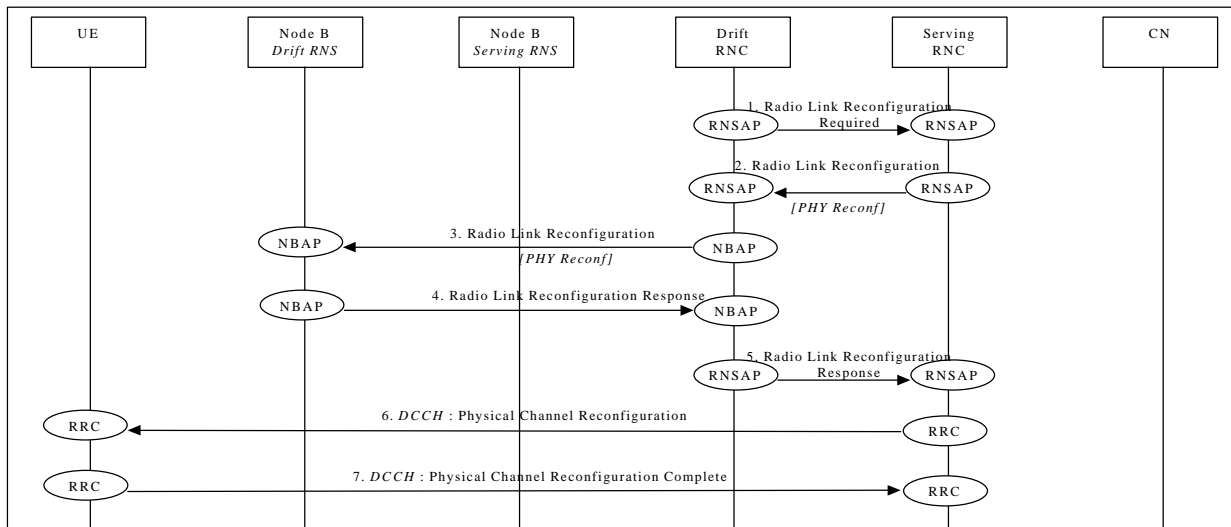 UE
Node B
Drift RNS
Node B
Serving RNS
Drift
RNC
Serving
RNC
CN
1. Radio Link Reconfiguration
Required
RNSAP
RNSAP
2. Radio Link Reconfiguration
RNSAP
RNSAP
[PHY Reconf]
3. Radio Link Reconfiguration
NBAP
NBAP
[PHY Reconf]
4. Radio Link Reconfiguration Response
NBAP
NBAP
5. Radio Link Reconfiguration
Response
RNSAP
RNSAP
6. DCCH : Physical Channel Reconfiguration
RRC
RRC
7. DCCH : Physical Channel Reconfiguration Complete
RRC
RRC